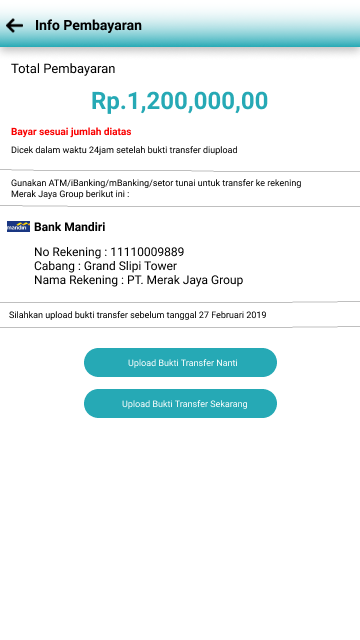 Info Pembayaran
Total Pembayaran
Rp.1,200,000,00
Bayar sesuai jumlah diatas
Dicek dalam waktu 24jam setelah bukti transfer diupload
Gunakan ATM/iBanking/mBanking/setor tunai untuk transfer ke rekening
Merak Jaya Group berikut ini :
mandiri Bank Mandiri
No Rekening : 11110009889
Cabang : Grand Slipi Tower
Nama Rekening : PT. Merak Jaya Group
Silahkan upload bukti transfer sebelum tanggal 27 Februari 2019
Upload Bukti Transfer Nanti
Upload Bukti Transfer Sekarang